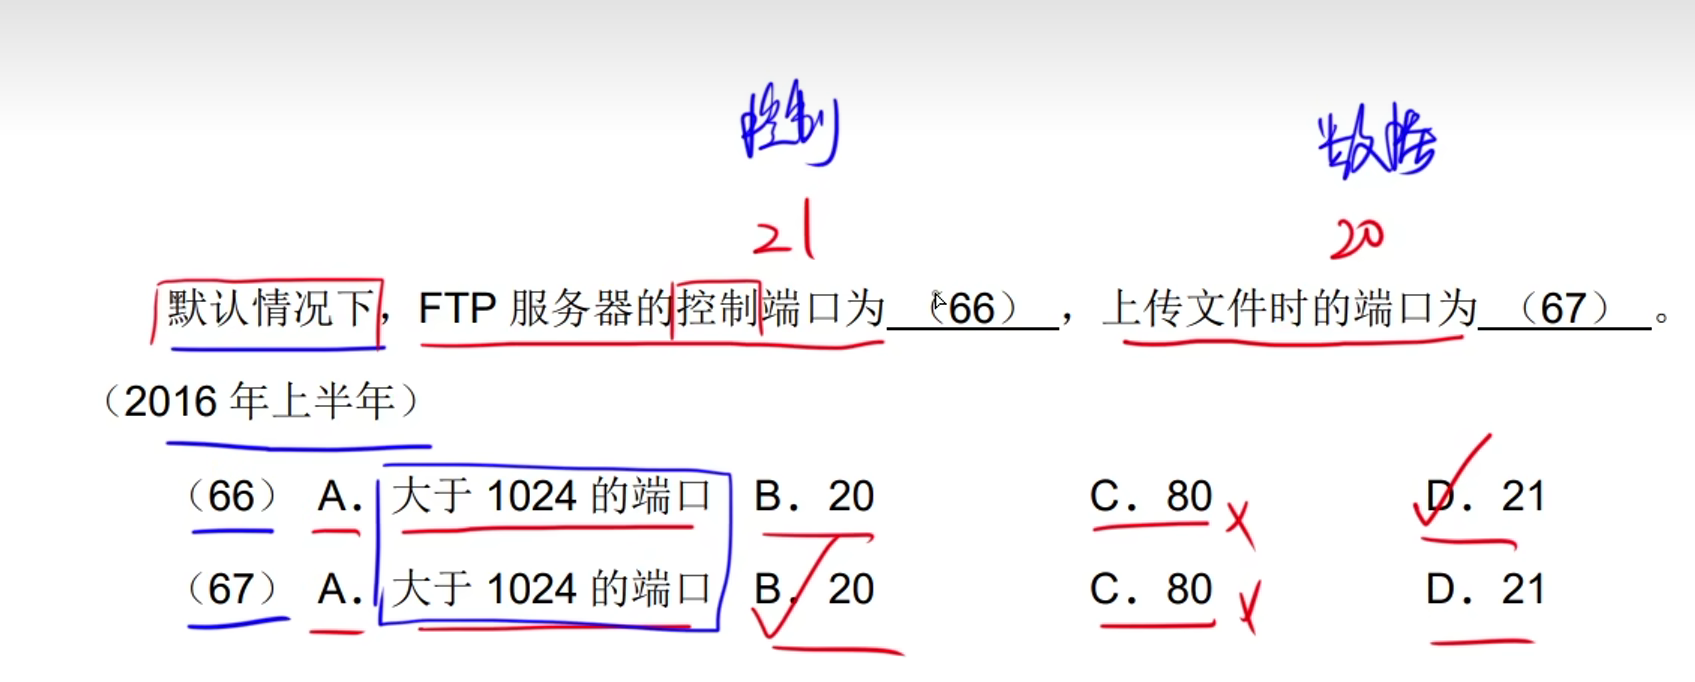 控制 数据
21 20
默认情况下，FTP 服务器的控制端口为 （66） ，上传文件时的端口为 （67） 。
（2016 年上半年）
（66） A. 大于 1024 的端口 B. 20 C. 80 D. 21
（67） A. 大于 1024 的端口 B. 20 C. 80 D. 21